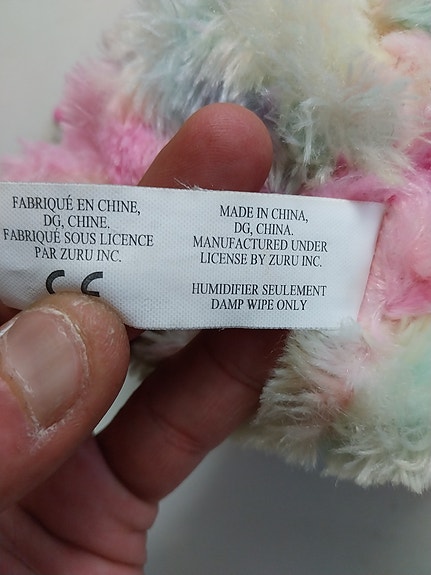 FABRIQUÉ EN CHINE,
DG, CHINE.
FABRIQUÉ SOUS LICENCE
PAR ZURU INC.
CE
MADE IN CHINA,
DG, CHINA.
MANUFACTURED UNDER
LICENSE BY ZURU INC.
HUMIDIFIER SEULEMENT
DAMP WIPE ONLY